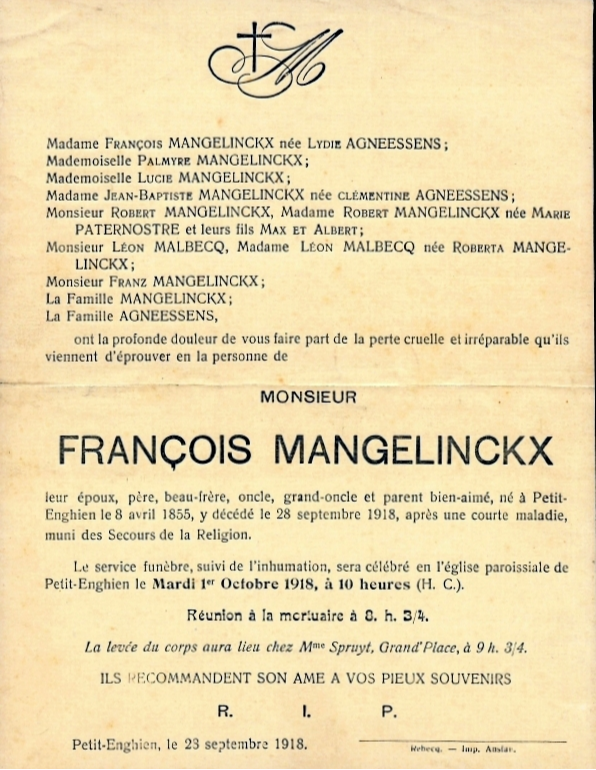 M
Madame FRANÇOIS MANGELINCKX née LYDIE AGNEESSENS;
Mademoiselle PALMYRE MANGELINCKX;
Mademoiselle LUCIE MANGELINCKX;
Madame JEAN-BAPTISTE MANGELINCKX née CLÉMENTINE AGNEESSENS;
Monsieur ROBERT MANGELINCKX, Madame ROBERT MANGELINCKX née MARIE
PATERNOSTRE et leurs fils MAX ET ALBERT;
Monsieur LÉON MALBECQ, Madame LÉON MALBECQ née ROBERTA MANGE-
LINCKX;
Monsieur FRANZ MANGELINCKX;
La Famille MANGELINCKX;
La Famille AGNEESSENS,
ont la profonde douleur de vous faire part de la perte cruelle et irréparable qu'ils
viennent d'éprouver en la personne de
MONSIEUR
FRANÇOIS MANGELINCKX
leur époux, père, beau-frère, oncle, grand-oncle et parent bien-aimé, né à Petit-
Enghien le 8 avril 1855, y décédé le 28 septembre 1918, après une courte maladie,
muni des Secours de la Religion.
Le service funèbre, suivi de l'inhumation, sera célébré en l'église paroissiale de
Petit-Enghien le Mardi 1er Octobre 1918, à 10 heures (H. C.).
Réunion à la mortuaire à 8. h. 3/4.
La levée du corps aura lieu chez Mme Spruyt, Grand'Place, à 9 h. 3/4.
ILS RECOMMANDENT SON AME A VOS PIEUX SOUVENIRS
R. I. P.
Petit-Enghien, le 23 septembre 1918.
Rebecq. — Imp. Anslav.